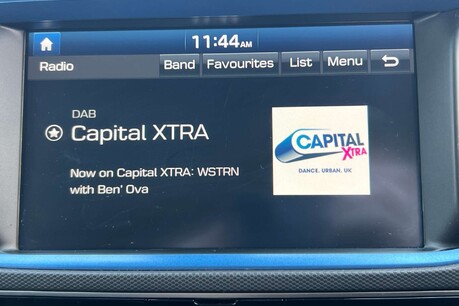 11:44AM
Radio Band Favourites List Menu
DAB
Capital XTRA
Now on Capital XTRA: WSTRN
with Ben' Ova
CAPITAL
XTRA
DANCE. URBAN. UK